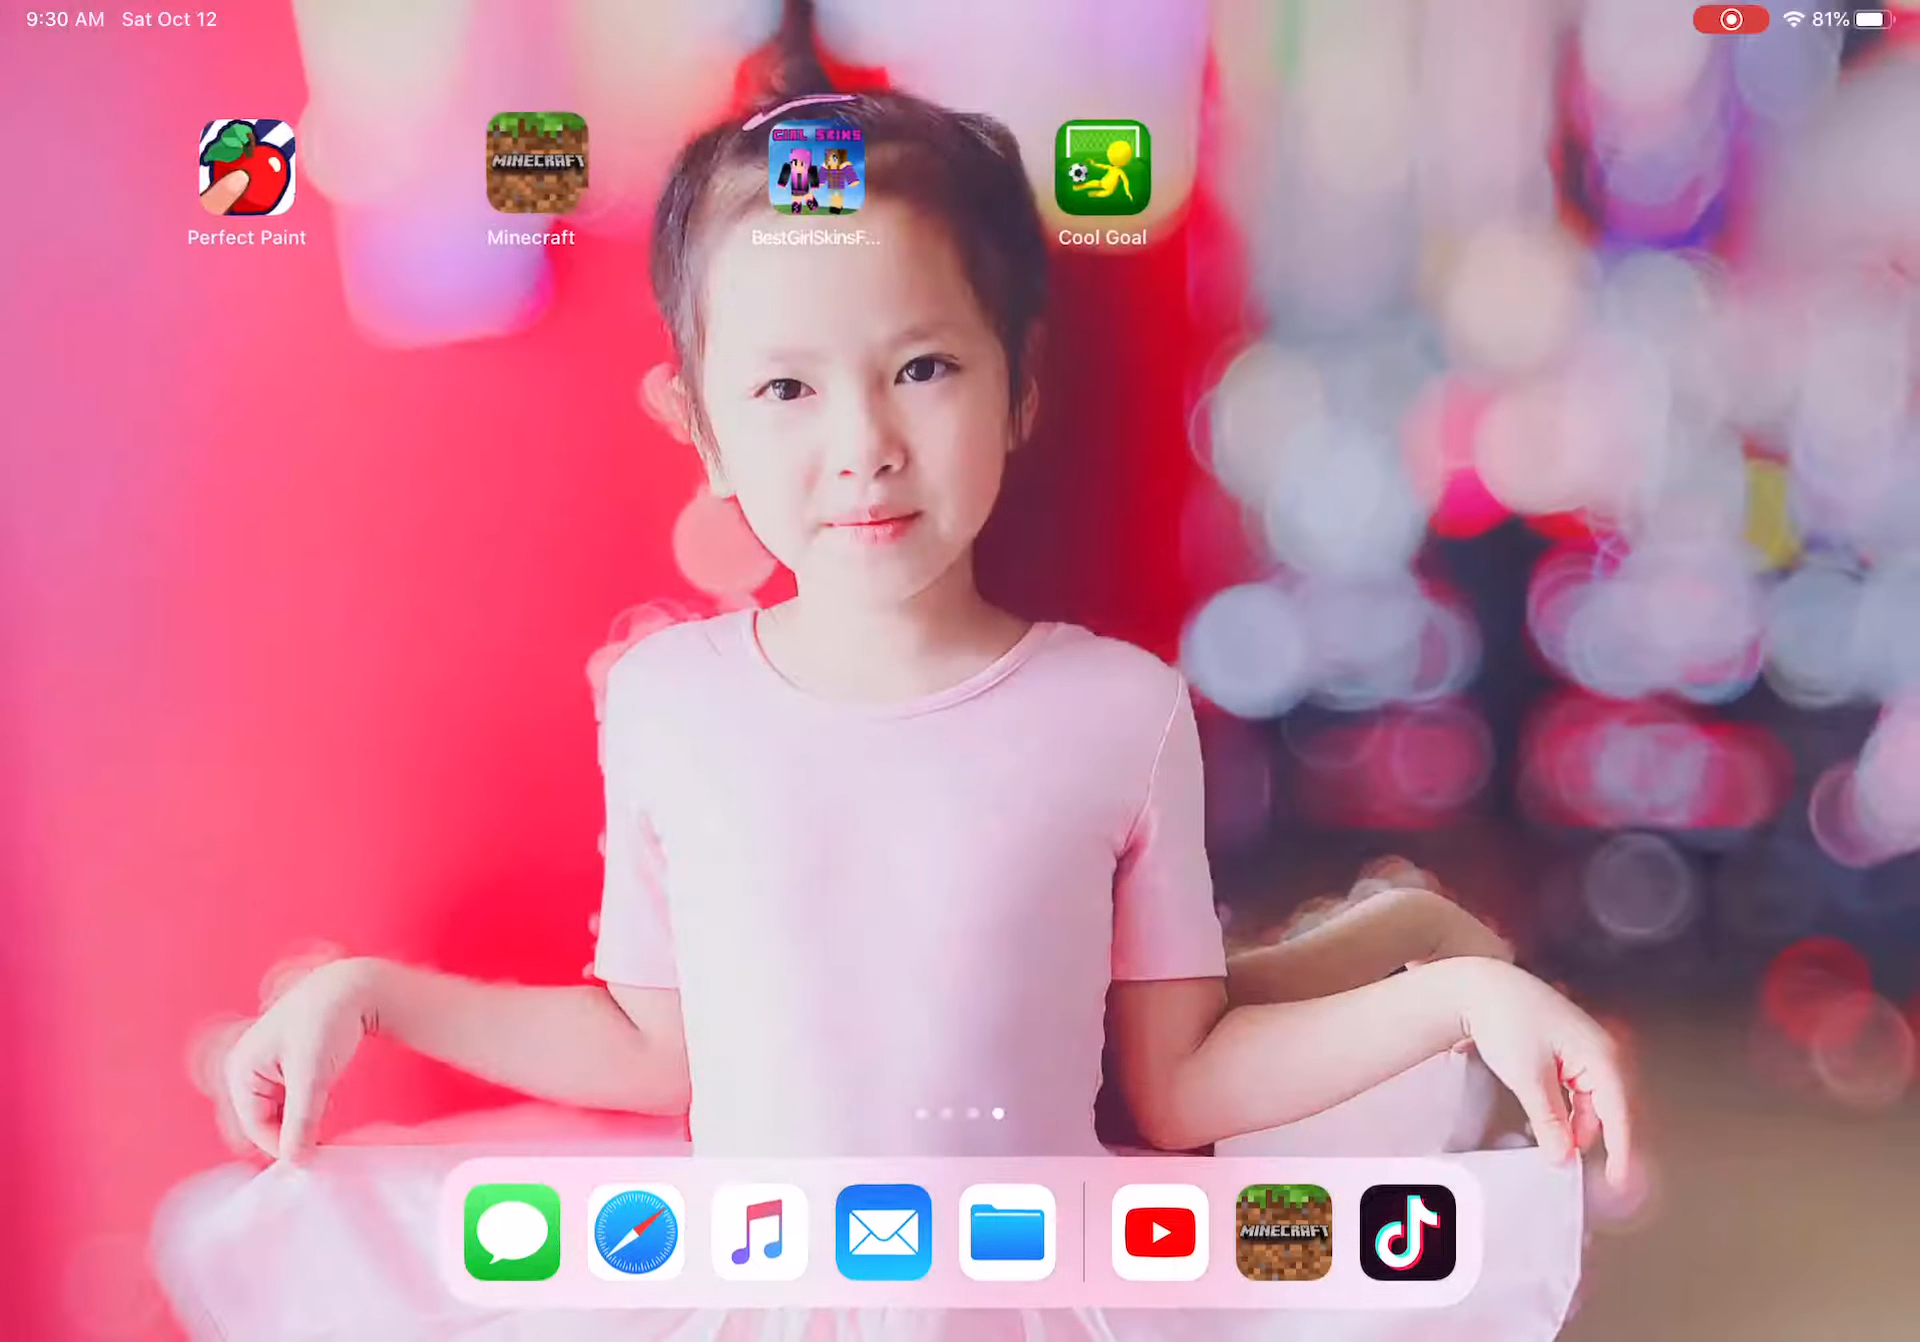 9:30 AM Sat Oct 12
81%
MINECRAFT
GIRL SKINS
Perfect Paint
Minecraft
BestGirlSkinsF...
Cool Goal
MINECRAFT